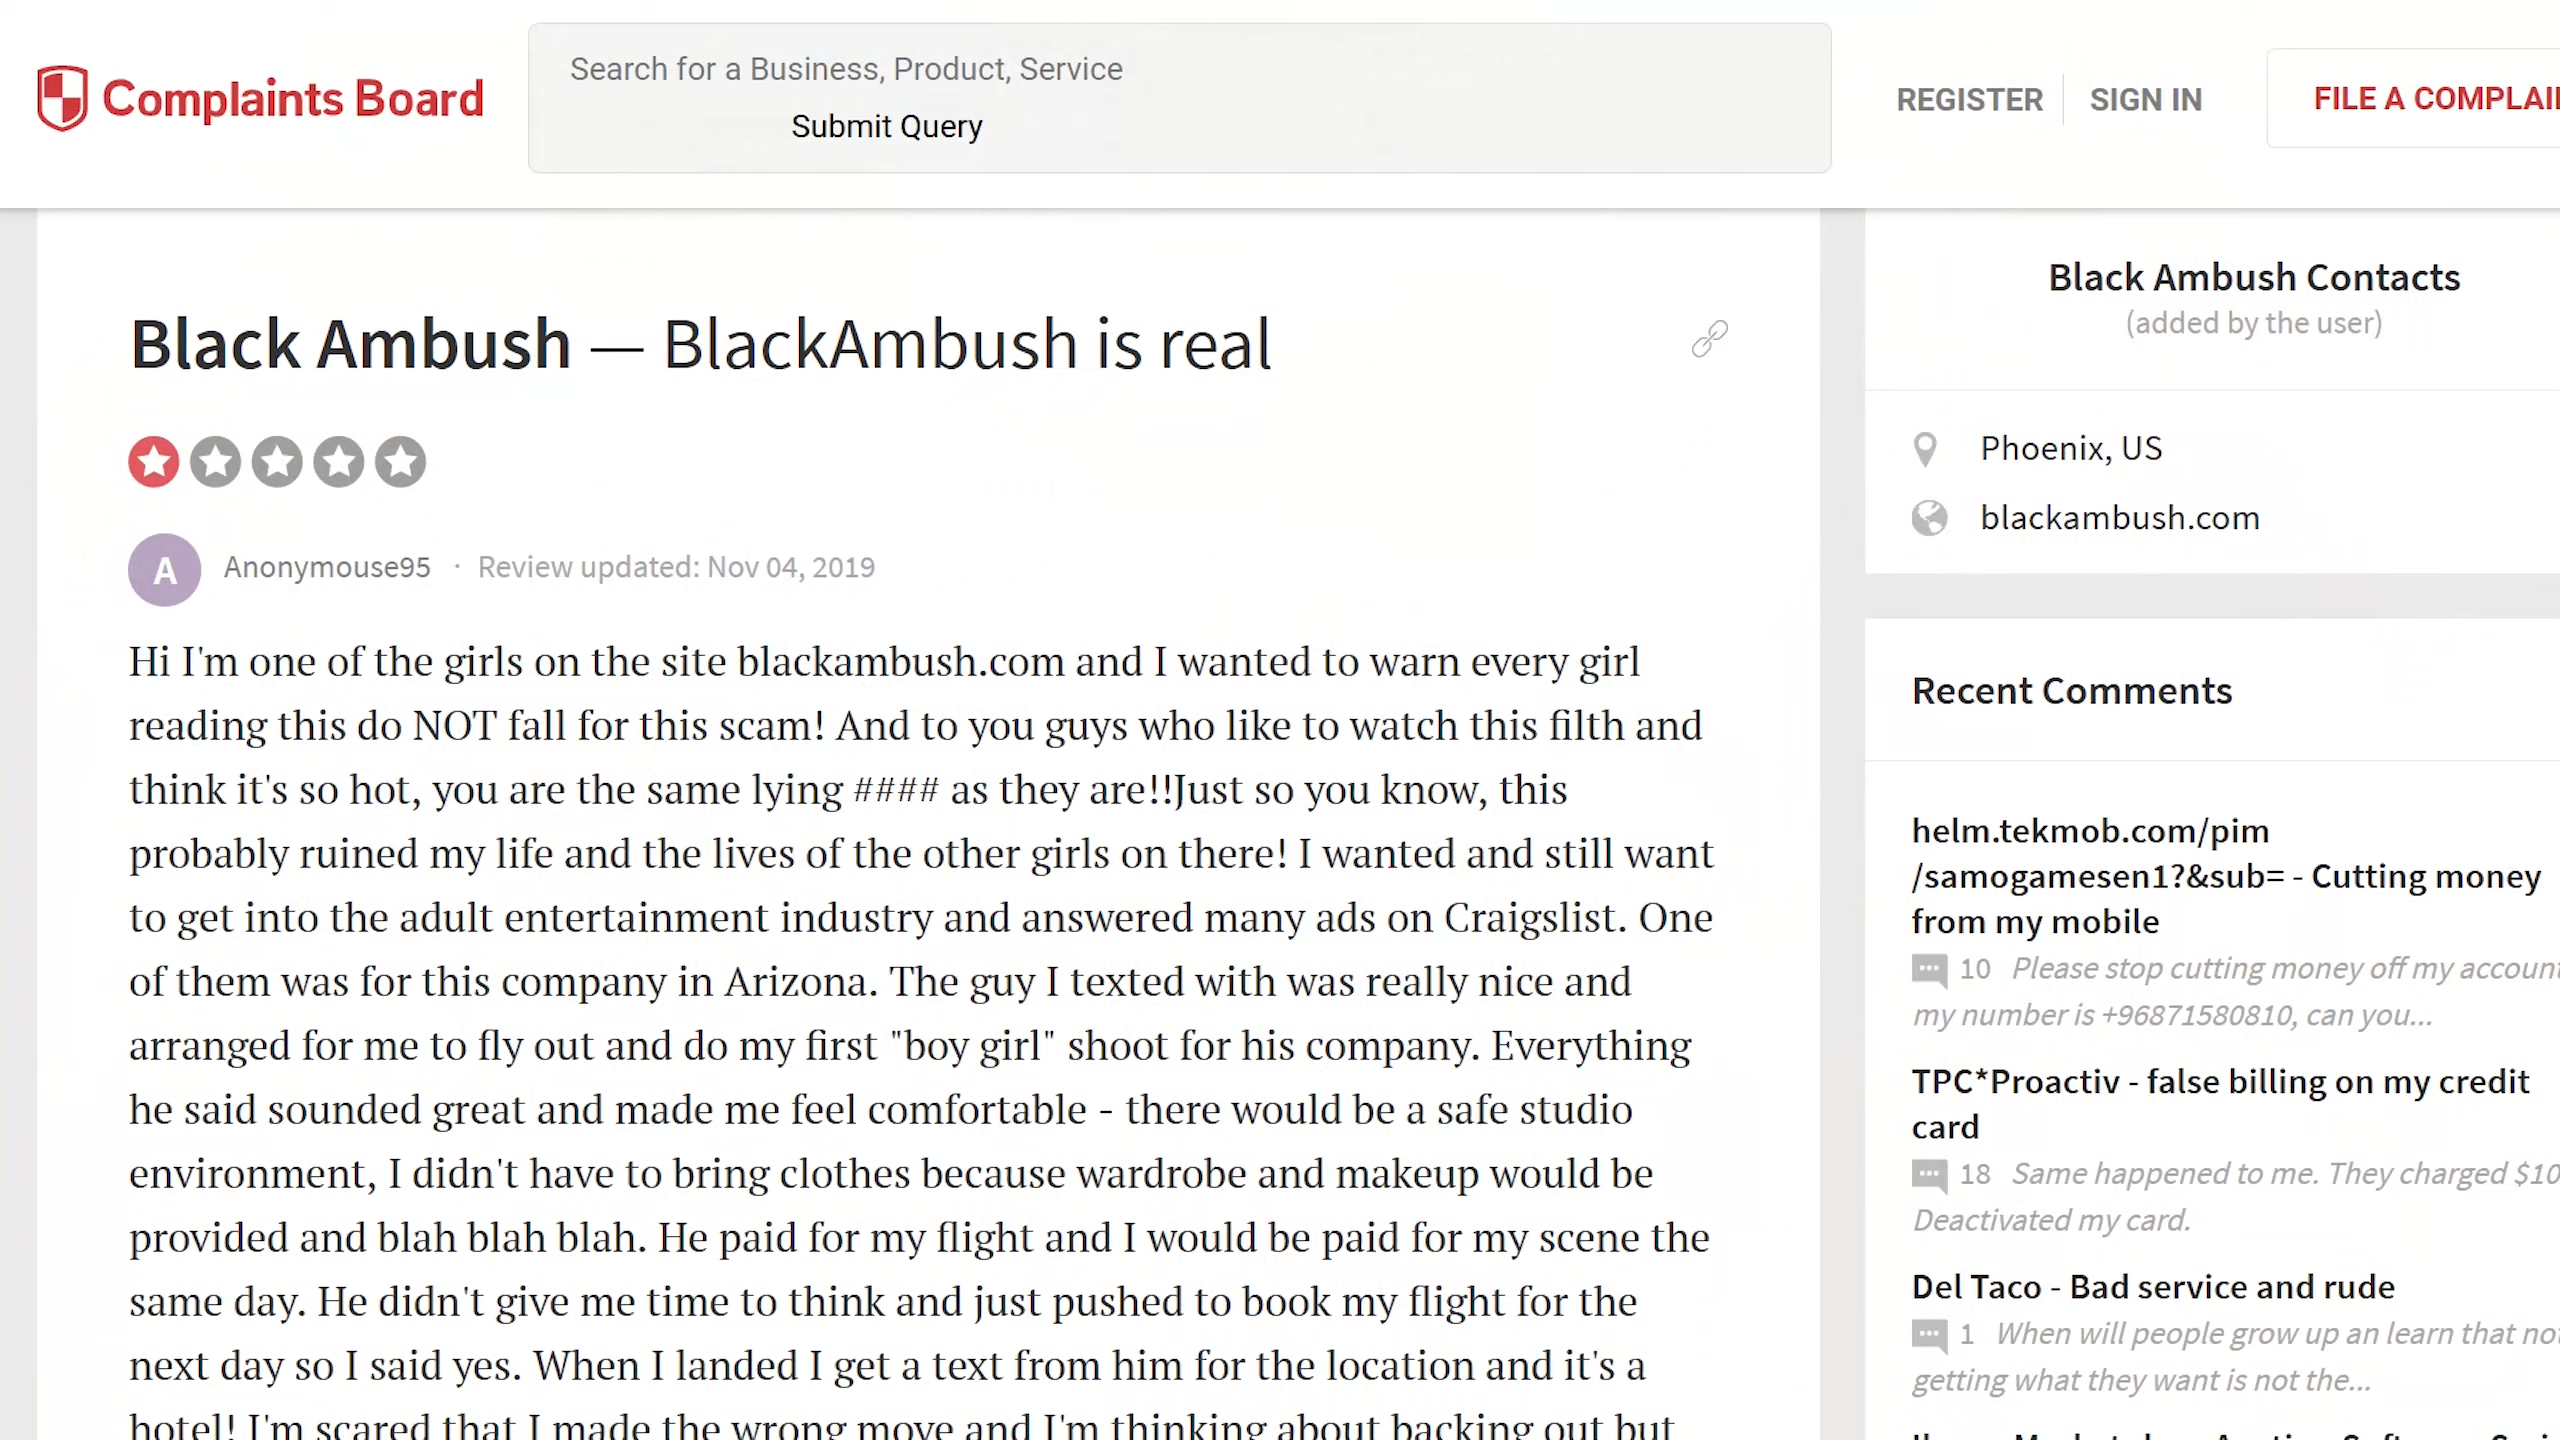 Complaints Board
Search for a Business, Product, Service
Submit Query
REGISTER
SIGN IN
FILE A
Black Ambush — BlackAmbush is real
A
Anonymouse95 · Review updated: Nov 04, 2019
Hi I'm one of the girls on the site blackambush.com and I wanted to warn every girl
reading this do NOT fall for this scam! And to you guys who like to watch this filth and
think it's so hot, you are the same lying #### as they are!!Just so you know, this
probably ruined my life and the lives of the other girls on there! I wanted and still want
to get into the adult entertainment industry and answered many ads on Craigslist. One
of them was for this company in Arizona. The guy I texted with was really nice and
arranged for me to fly out and do my first "boy girl" shoot for his company. Everything
he said sounded great and made me feel comfortable - there would be a safe studio
environment, I didn't have to bring clothes because wardrobe and makeup would be
provided and blah blah blah. He paid for my flight and I would be paid for my scene the
same day. He didn't give me time to think and just pushed to book my flight for the
next day so I said yes. When I landed I get a text from him for the location and it's a
hotel! I'm scared that I made the wrong move and I'm thinking about backing out but
Black Ambush Contacts
(added by the user)
Phoenix, US
blackambush.com
Recent Comments
helm.tekmob.com/pim
/samogamesen1?&sub= - Cutting money
from my mobile
10 Please stop cutting money off my account
my number is +96871580810, can you...
TPC*Proactiv - false billing on my credit
card
18 Same happened to me. They charged $10
Deactivated my card.
Del Taco - Bad service and rude
1 When will people grow up an learn that not
getting what they want is not the...